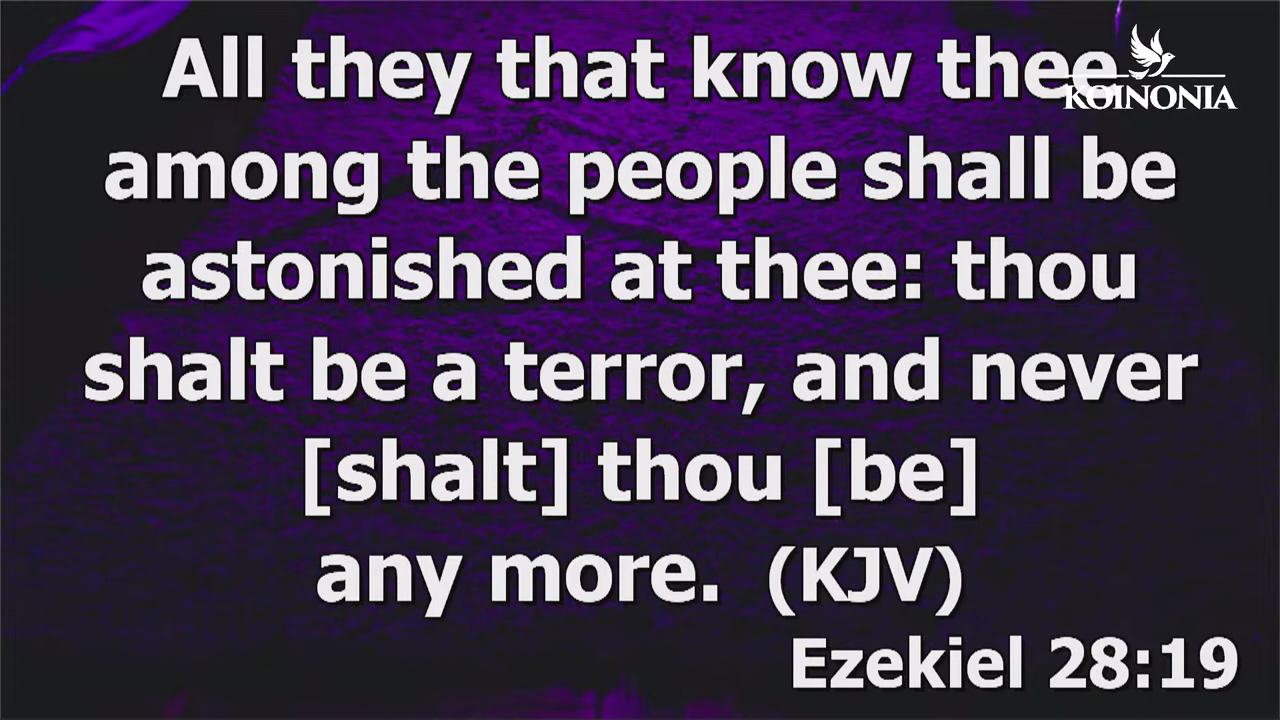 All they that know thee
KOINONIA
among the people shall be
astonished at thee: thou
shalt be a terror, and never
[shalt] thou [be]
any more. (KJV)
Ezekiel 28:19